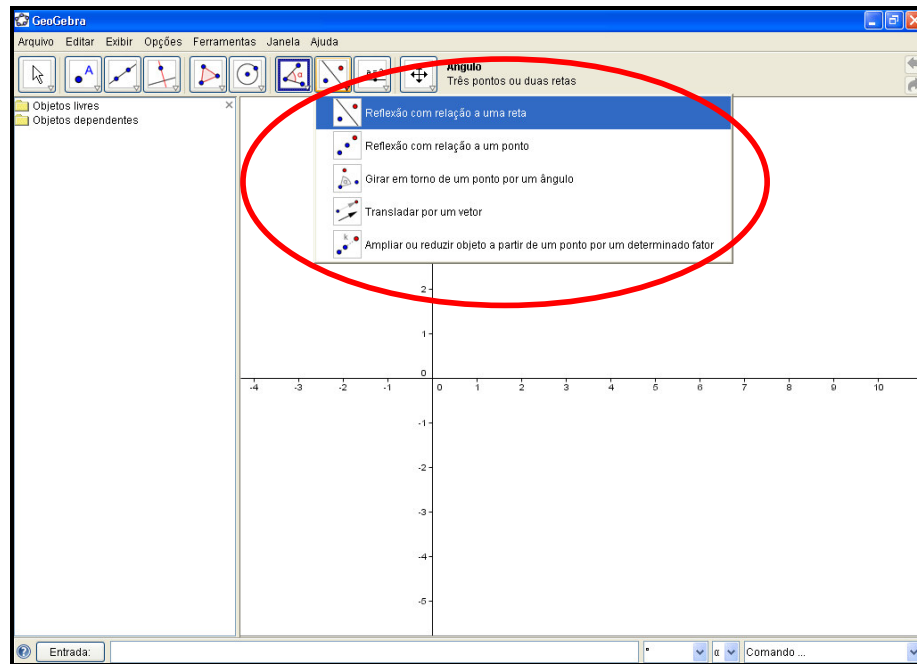 GeoGebra
Arquivo Editar Exibir Opções Ferramentas Janela Ajuda
A
α
a=2
Ângulo
Três pontos ou duas retas
Objetos livres
Objetos dependentes
Reflexão com relação a uma reta
Reflexão com relação a um ponto
Girar em torno de um ponto por um ângulo
Transladar por um vetor
Ampliar ou reduzir objeto a partir de um ponto por um determinado fator
2
1
0
-4 -3 -2 -1 0 1 2 3 4 5 6 7 8 9 10
-1
-2
-3
-4
-5
Entrada: ° α Comando ...